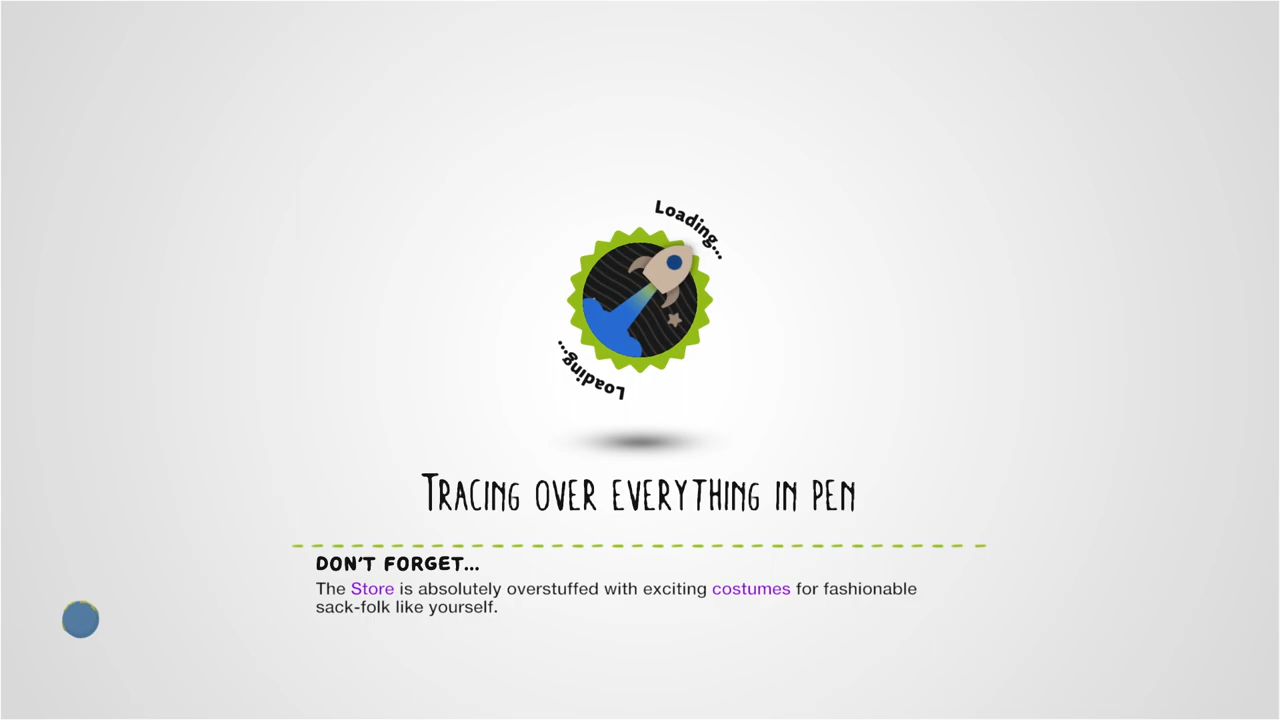 Loading...
Loading...
Tracing over everything in pen
DON'T FORGET...
The Store is absolutely overstuffed with exciting costumes for fashionable
sack-folk like yourself.